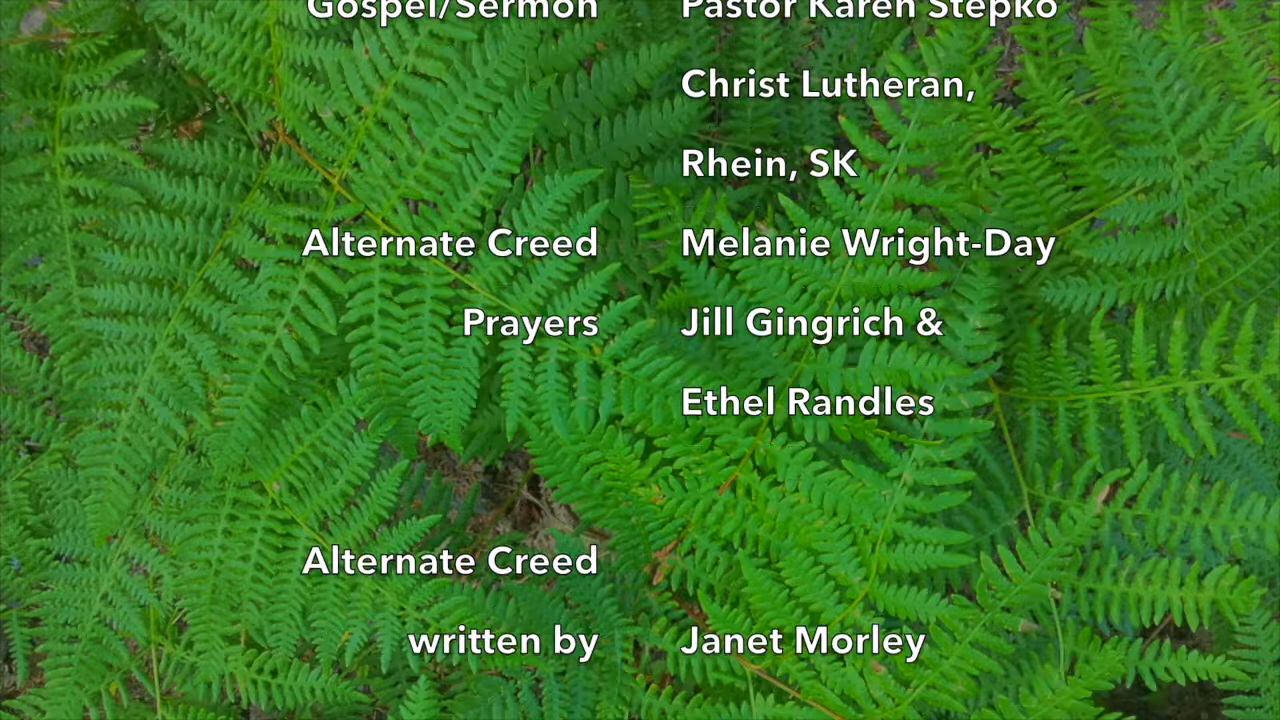 Gospel/Sermon Pastor Karen Stepko
Christ Lutheran,
Rhein, SK
Alternate Creed Melanie Wright-Day
Prayers Jill Gingrich &
Ethel Randles
Alternate Creed
written by Janet Morley